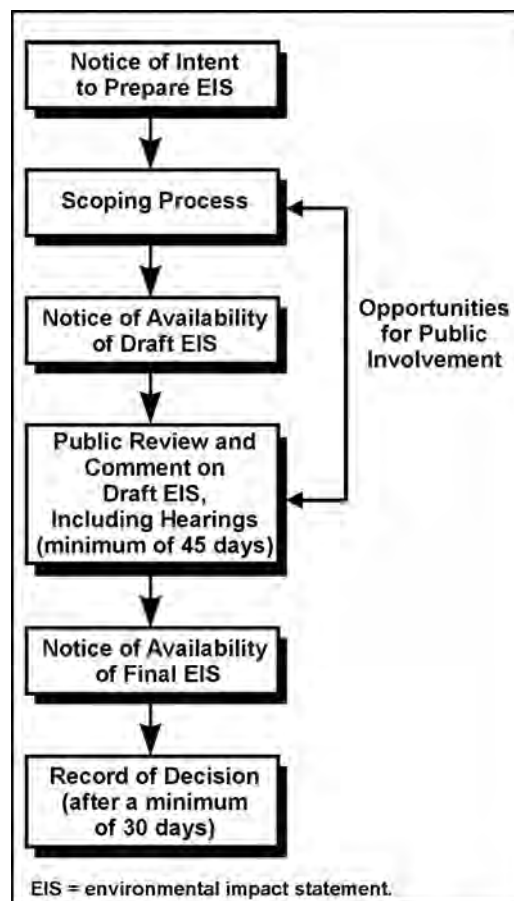 Notice of Intent
to Prepare EIS
Scoping Process
Opportunities
for Public
Involvement
Notice of Availability
of Draft EIS
Public Review and
Comment on
Draft EIS,
Including Hearings
(minimum of 45 days)
Notice of Availability
of Final EIS
Record of Decision
(after a minimum
of 30 days)
EIS = environmental impact statement.